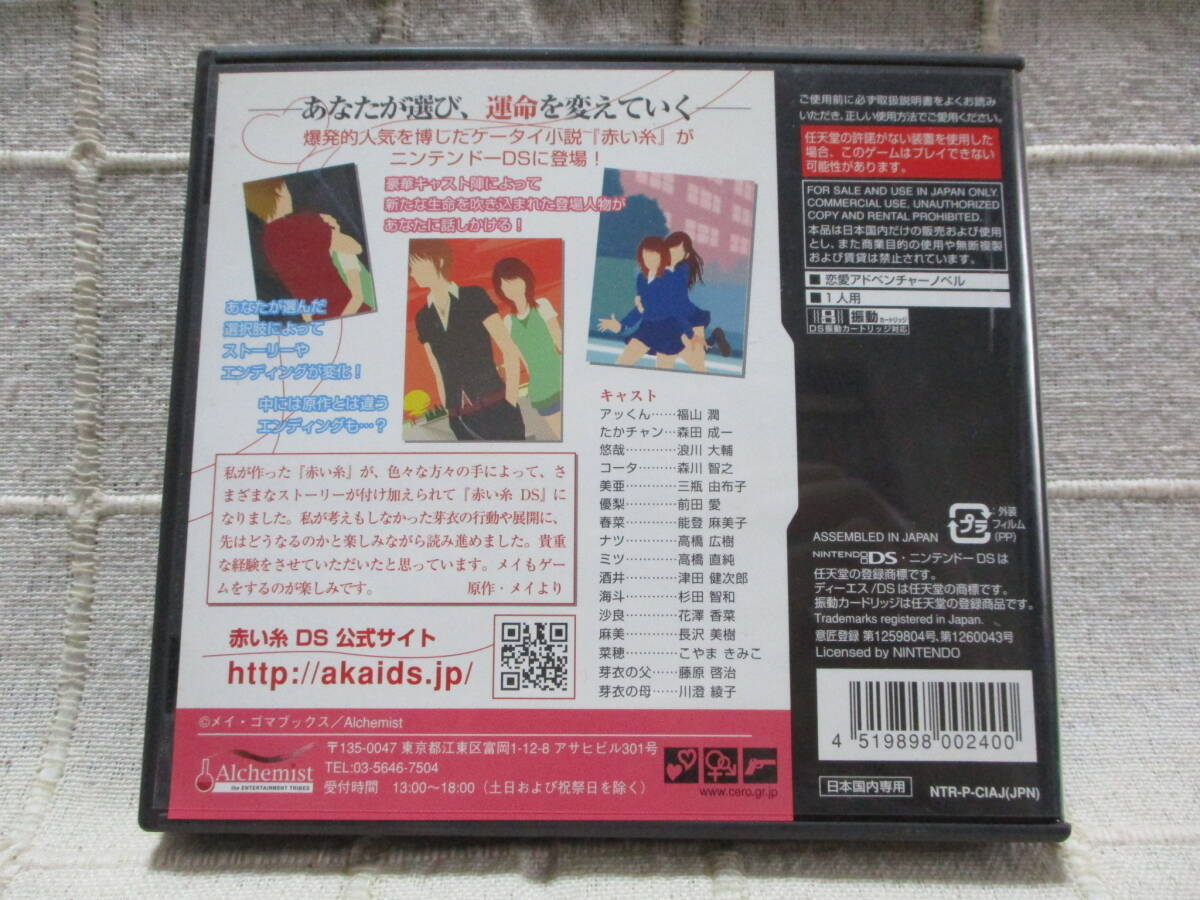 あなたが選び、運命を変えていく
爆発的人気を博したケータイ小説『赤い糸』が
ニンテンドーDSに登場！
豪華キャスト陣によって
新たな生命を吹き込まれた登場人物が
あなたに話しかける！
あなたが選んだ
選択肢によって
ストーリーや
エンディングが変化！
中には原作とは違う
エンディングも…？
キャスト
アッくん……福山 潤
たかチャン…森田 成一
悠哉…………浪川 大輔
コータ………森川 智之
美亜…………三瓶 由布子
優梨…………前田 愛
春菜…………能登 麻美子
ナツ…………高橋 広樹
ミツ…………高橋 直純
酒井…………津田 健次郎
海斗…………杉田 智和
沙良…………花澤 香菜
麻美…………長沢 美樹
菜穂…………こやま きみこ
芽衣の父……藤原 啓治
芽衣の母……川澄 綾子
私が作った『赤い糸』が、色々な方々の手によって、さ
まざまなストーリーが付け加えられて『赤い糸 DS』に
なりました。私が考えもしなかった芽衣の行動や展開に、
先はどうなるのかと楽しみながら読み進めました。貴重
な経験をさせていただいたと思っています。メイもゲー
ムをするのが楽しみです。 原作・メイより
赤い糸 DS 公式サイト
http://akaids.jp/
©メイ・ゴマブックス／Alchemist
Alchemist
the ENTERTAINMENT TRIBES
〒135-0047 東京都江東区富岡1-12-8 アサヒビル301号
TEL:03-5646-7504
受付時間 13:00〜18:00（土日および祝祭日を除く）
www.cero.gr.jp
ご使用前に必ず取扱説明書をよくお読み
いただき、正しい使用方法でご愛用ください。
任天堂の許諾がない装置を使用した
場合、このゲームはプレイできない
可能性があります。
FOR SALE AND USE IN JAPAN ONLY.
COMMERCIAL USE, UNAUTHORIZED
COPY AND RENTAL PROHIBITED.
本品は日本国内だけの販売および使用
とし、また商業目的の使用や無断複製
および賃貸は禁止されています。
■ 恋愛アドベンチャーノベル
■ 1人用
振動カートリッジ
DS振動カートリッジ対応
プラ
：外装
フィルム
(PP)
ASSEMBLED IN JAPAN
NINTENDO DS・ニンテンドーDSは
任天堂の登録商標です。
ディーエス/DSは任天堂の商標です。
振動カードリッジは任天堂の登録商品です。
Trademarks registered in Japan.
意匠登録 第1259804号、第1260043号
Licensed by NINTENDO
4 519898 002400
日本国内専用
NTR-P-CIAJ(JPN)